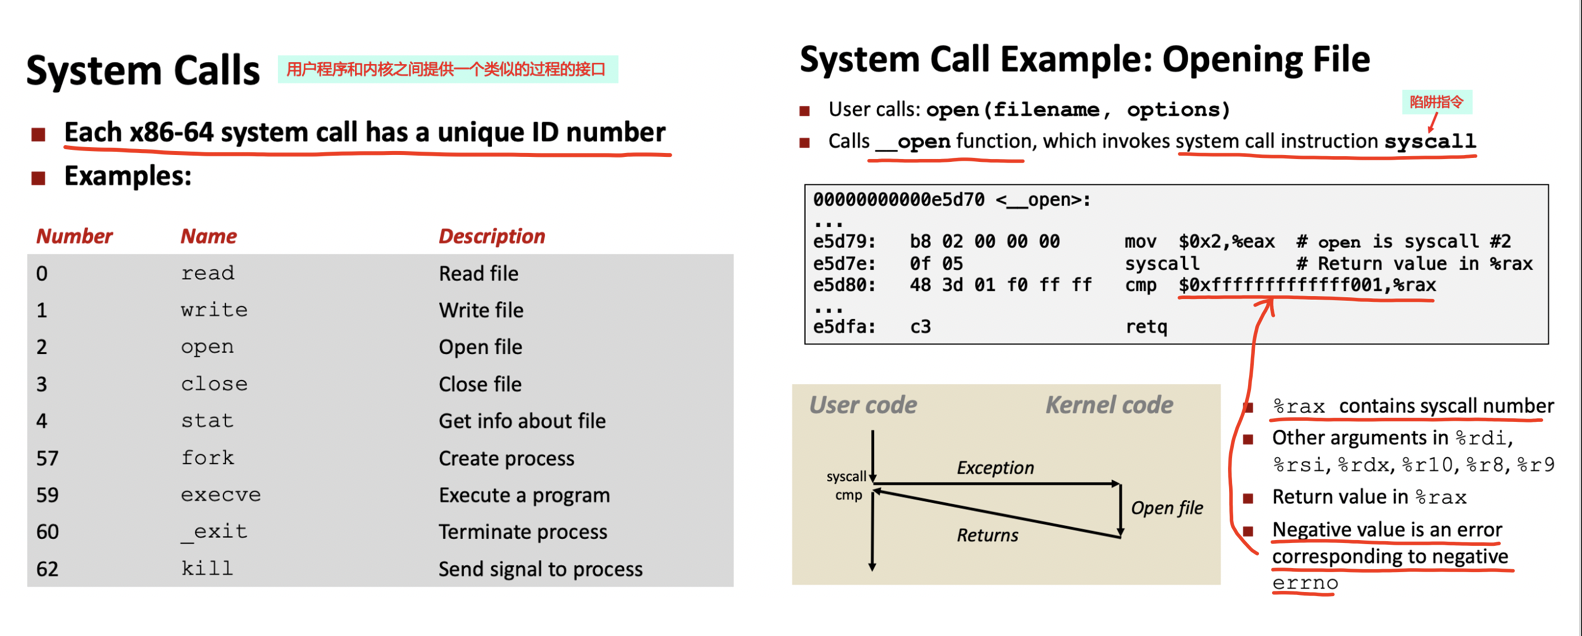 System Calls
用户程序和内核之间提供一个类似的过程的接口
■ Each x86-64 system call has a unique ID number
■ Examples:
Number Name Description
0 read Read file
1 write Write file
2 open Open file
3 close Close file
4 stat Get info about file
57 fork Create process
59 execve Execute a program
60 _exit Terminate process
62 kill Send signal to process
System Call Example: Opening File
■ User calls: open(filename, options)
陷阱指令
■ Calls __open function, which invokes system call instruction syscall
00000000000e5d70 <__open>:
...
e5d79: b8 02 00 00 00 mov $0x2,%eax # open is syscall #2
e5d7e: 0f 05 syscall # Return value in %rax
e5d80: 48 3d 01 f0 ff ff cmp $0xfffffffffffff001,%rax
...
e5dfa: c3 retq
User code Kernel code
syscall
cmp
Exception
Open file
Returns
■ %rax contains syscall number
■ Other arguments in %rdi,
%rsi, %rdx, %r10, %r8, %r9
■ Return value in %rax
■ Negative value is an error
corresponding to negative
errno